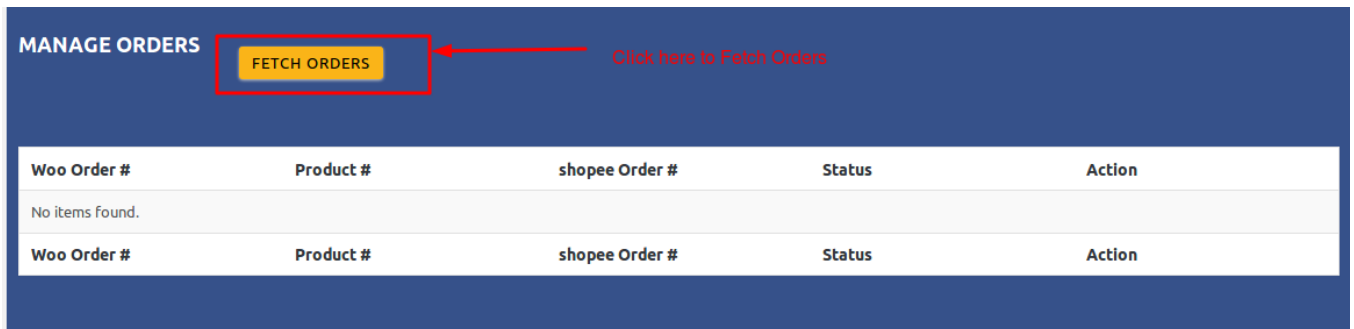 MANAGE ORDERS
FETCH ORDERS
Click here to Fetch Orders
Woo Order # Product # shopee Order # Status Action
No items found.
Woo Order # Product # shopee Order # Status Action